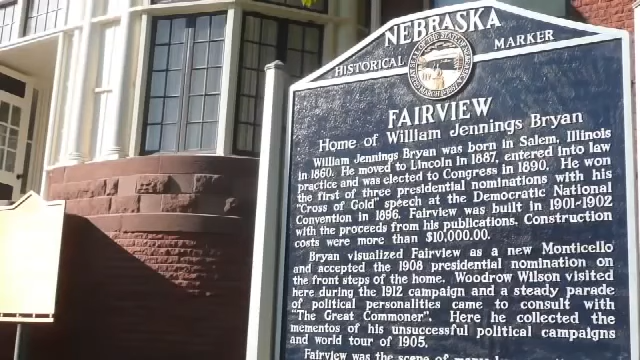 NEBRASKA
HISTORICAL MARKER
FAIRVIEW
Home of William Jennings Bryan
William Jennings Bryan was born in Salem, Illinois
in 1860. He moved to Lincoln in 1887, entered into law
practice and was elected to Congress in 1890. He won
the first of three presidential nominations with his
"Cross of Gold" speech at the Democratic National
Convention in 1896. Fairview was built in 1901-1902
with the proceeds from his publications. Construction
costs were more than $10,000.00.
Bryan visualized Fairview as a new Monticello
and accepted the 1908 presidential nomination on
the front steps of the home. Woodrow Wilson visited
here during the 1912 campaign and a steady parade
of political personalities came to consult with
"The Great Commoner". Here he collected the
mementos of his unsuccessful political campaigns
and world tour of 1905.
Fairview was the scene of many